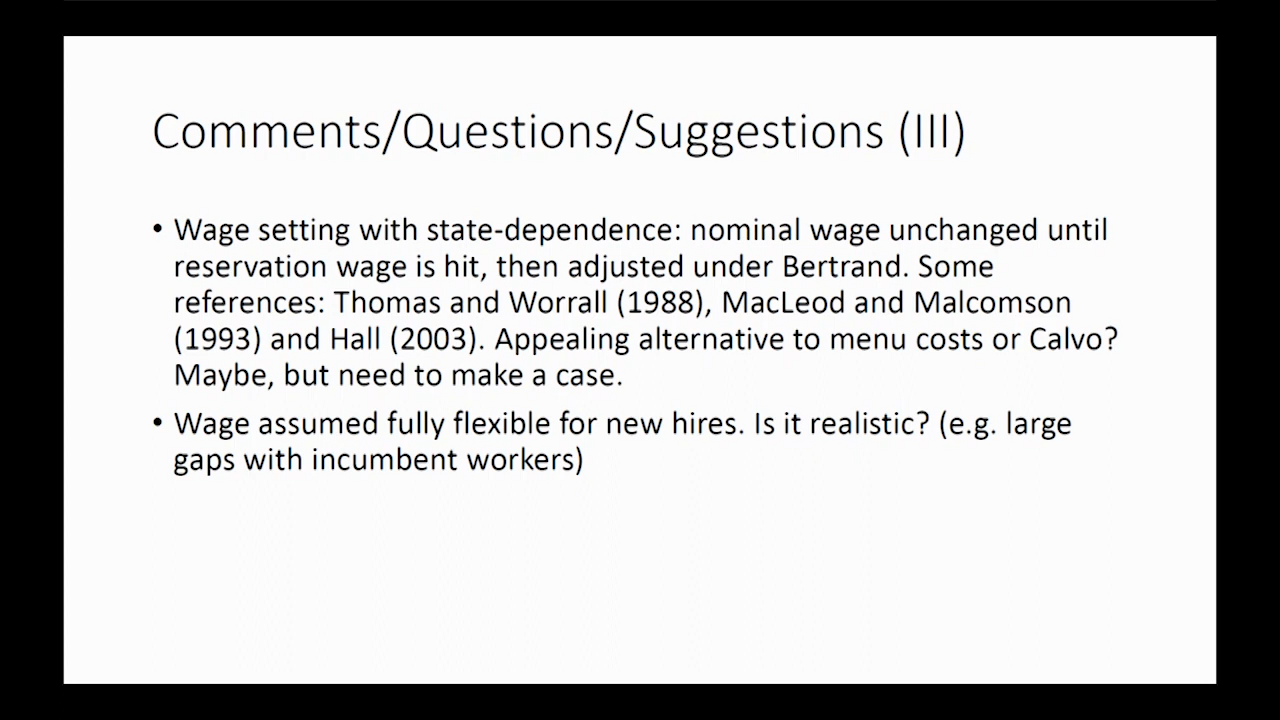 Comments/Questions/Suggestions (III)
• Wage setting with state-dependence: nominal wage unchanged until
reservation wage is hit, then adjusted under Bertrand. Some
references: Thomas and Worrall (1988), MacLeod and Malcomson
(1993) and Hall (2003). Appealing alternative to menu costs or Calvo?
Maybe, but need to make a case.
• Wage assumed fully flexible for new hires. Is it realistic? (e.g. large
gaps with incumbent workers)